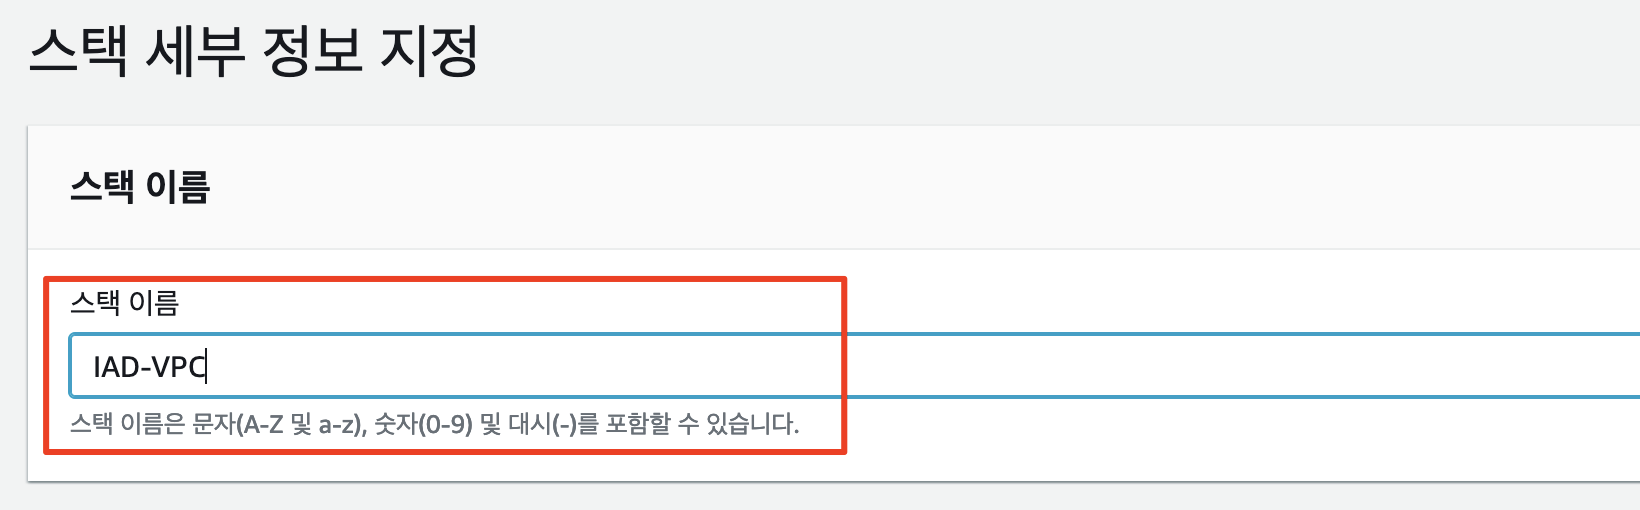 스택 세부 정보 지정
스택 이름
스택 이름
IAD-VPC
스택 이름은 문자(A-Z 및 a-z), 숫자(0-9) 및 대시(-)를 포함할 수 있습니다.